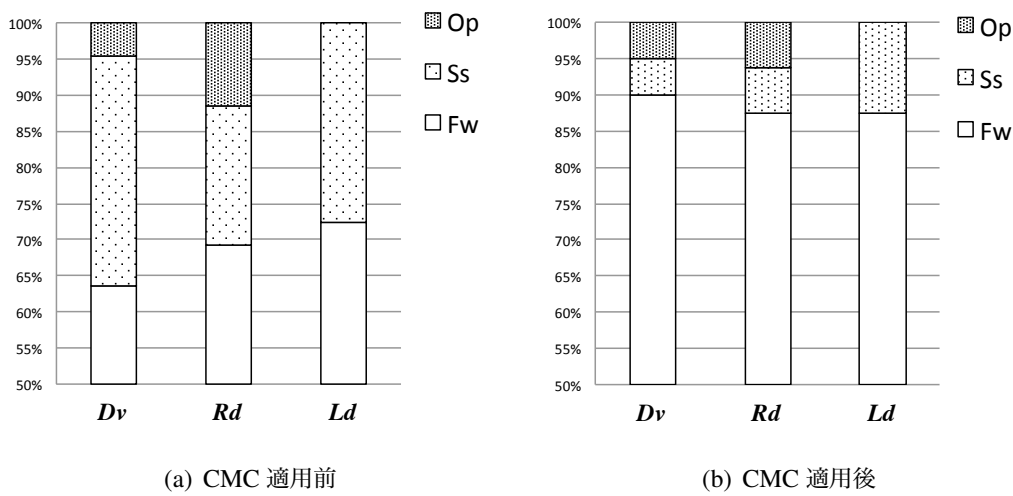 100%
95%
90%
85%
80%
75%
70%
65%
60%
55%
50%
Dv Rd Ld
Op
Ss
Fw
(a) CMC 適用前
100%
95%
90%
85%
80%
75%
70%
65%
60%
55%
50%
Dv Rd Ld
Op
Ss
Fw
(b) CMC 適用後